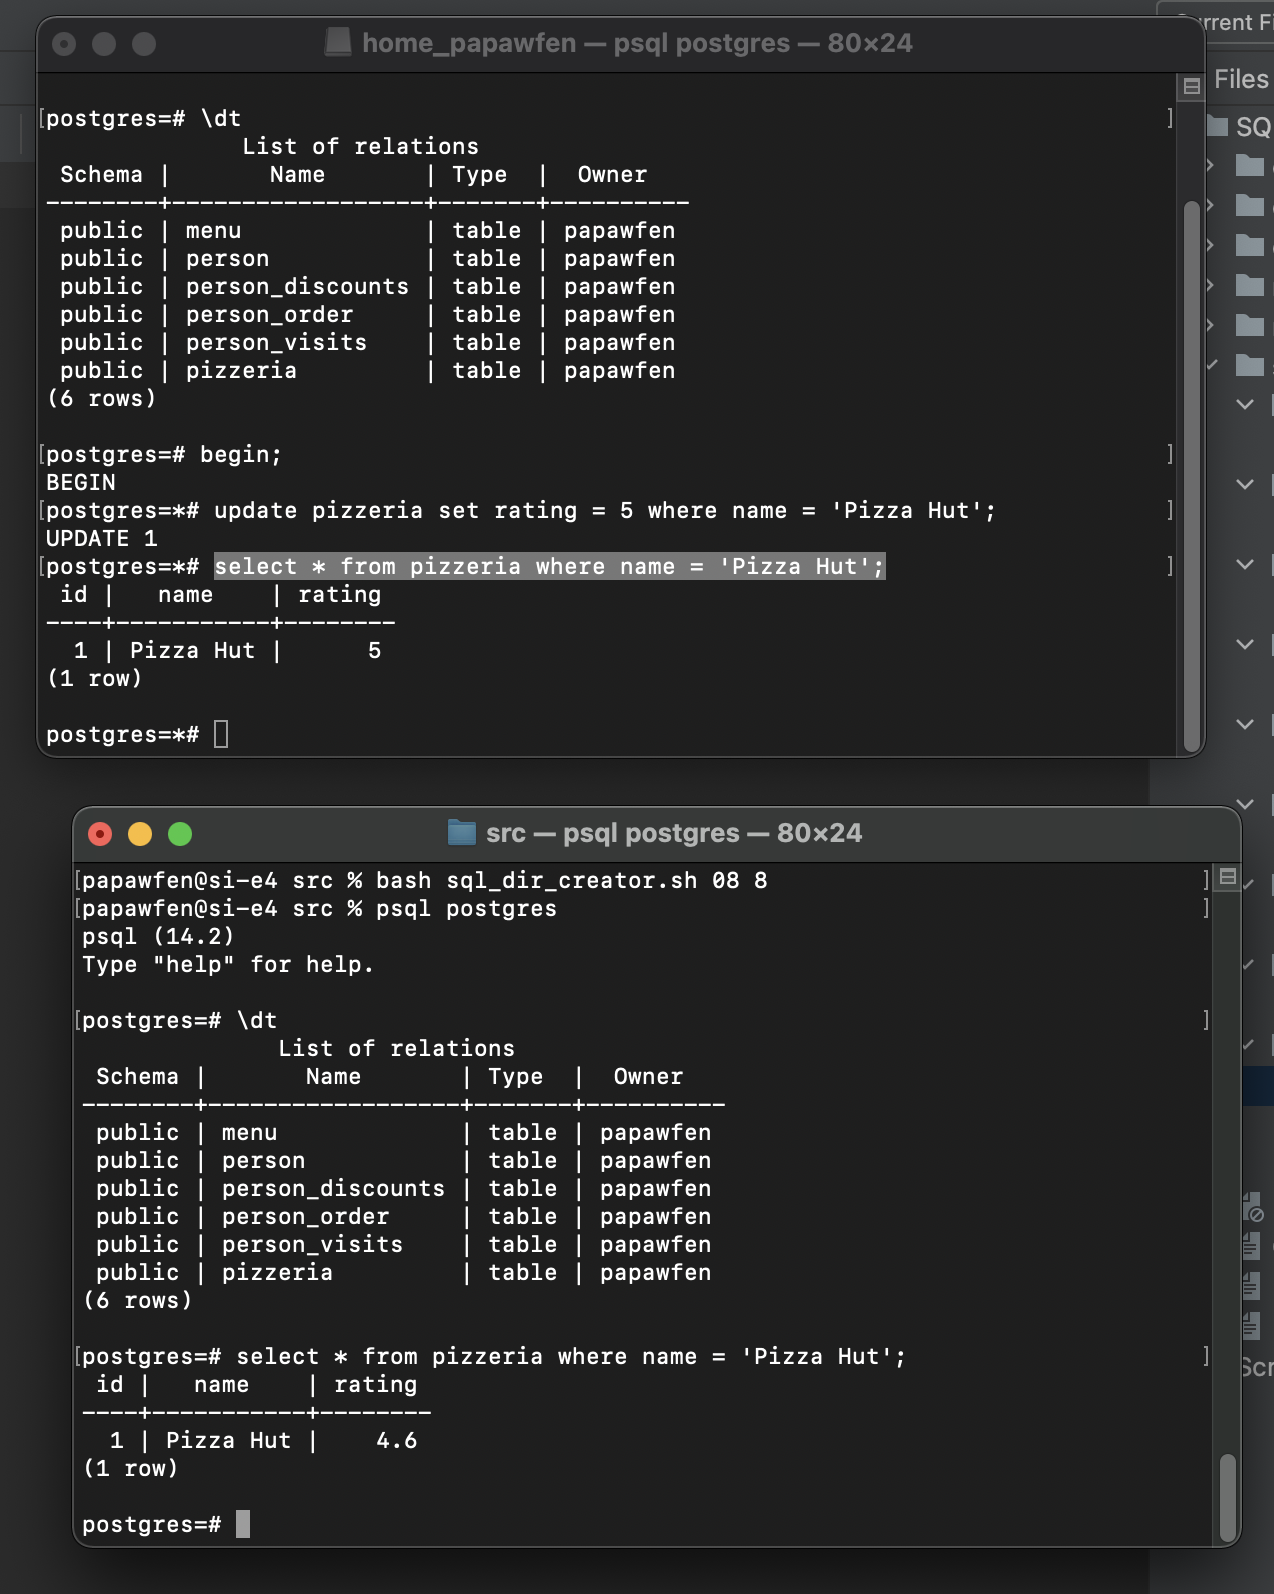 home_papawfen — psql postgres — 80×24
[postgres=# \dt ]
             List of relations
 Schema |       Name       | Type  |  Owner
--------+------------------+-------+----------
 public | menu             | table | papawfen
 public | person           | table | papawfen
 public | person_discounts | table | papawfen
 public | person_order     | table | papawfen
 public | person_visits    | table | papawfen
 public | pizzeria         | table | papawfen
(6 rows)
[postgres=# begin; ]
BEGIN
[postgres=*# update pizzeria set rating = 5 where name = 'Pizza Hut'; ]
UPDATE 1
[postgres=*# select * from pizzeria where name = 'Pizza Hut'; ]
 id |   name    | rating
----+-----------+--------
  1 | Pizza Hut |      5
(1 row)
postgres=*#
Files
src — psql postgres — 80×24
[papawfen@si-e4 src % bash sql_dir_creator.sh 08 8 ]
[papawfen@si-e4 src % psql postgres ]
psql (14.2)
Type "help" for help.
[postgres=# \dt ]
             List of relations
 Schema |       Name       | Type  |  Owner
--------+------------------+-------+----------
 public | menu             | table | papawfen
 public | person           | table | papawfen
 public | person_discounts | table | papawfen
 public | person_order     | table | papawfen
 public | person_visits    | table | papawfen
 public | pizzeria         | table | papawfen
(6 rows)
[postgres=# select * from pizzeria where name = 'Pizza Hut'; ]
 id |   name    | rating
----+-----------+--------
  1 | Pizza Hut |    4.6
(1 row)
postgres=#